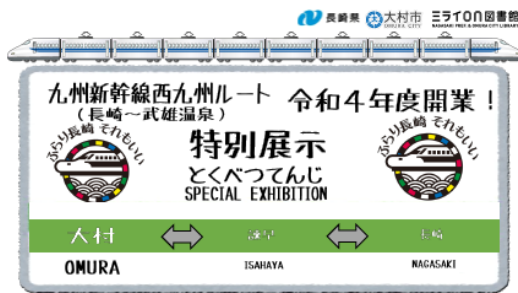 長崎県 大村市 ミライon図書館
OMURA CITY NAGASAKI PREF. & OMURA CITY LIBRARY
九州新幹線西九州ルート 令和4年度開業!
(長崎~武雄温泉)
ぶらり長崎 それもいい
特別展示
ぶらり長崎 それもいい
とくべつてんじ
SPECIAL EXHIBITION
大村 諫早 長崎
OMURA ISAHAYA NAGASAKI